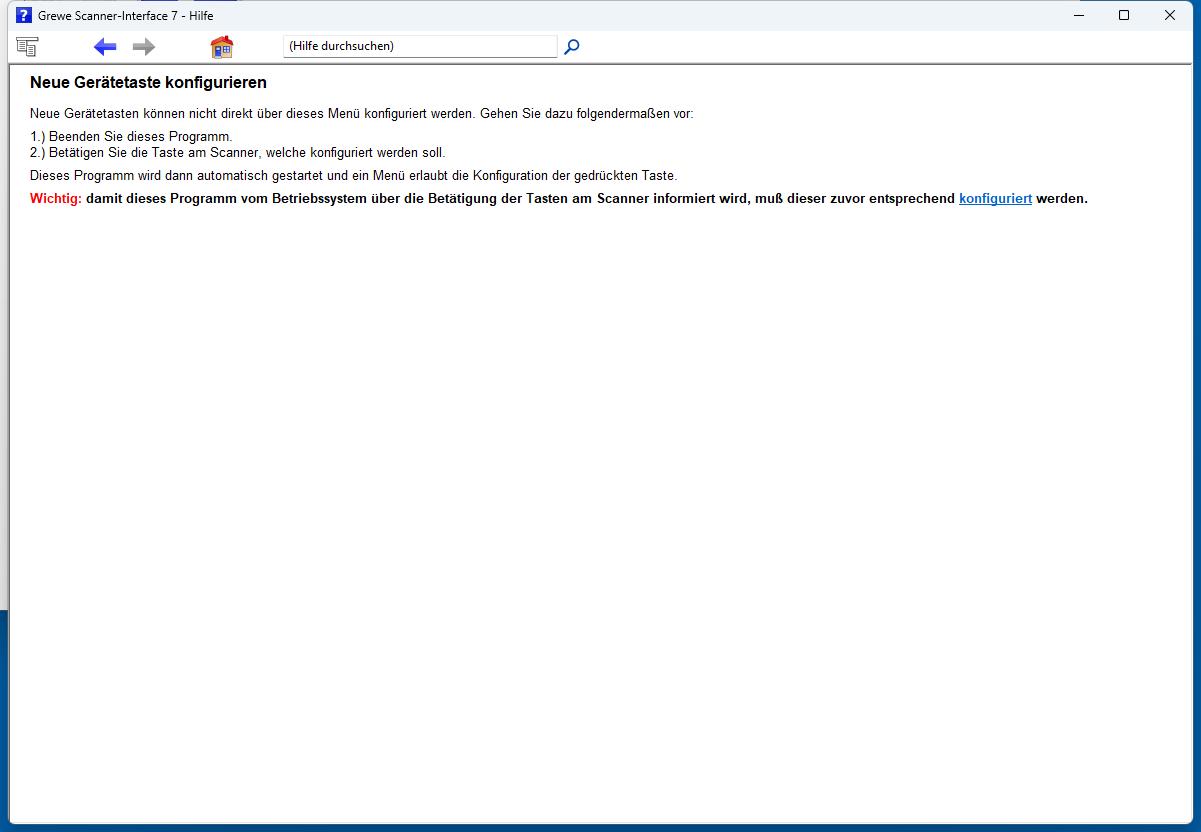 Grewe Scanner-Interface 7 - Hilfe
(Hilfe durchsuchen)
Neue Gerätetaste konfigurieren
Neue Gerätetasten können nicht direkt über dieses Menü konfiguriert werden. Gehen Sie dazu folgendermaßen vor:
1.) Beenden Sie dieses Programm.
2.) Betätigen Sie die Taste am Scanner, welche konfiguriert werden soll.
Dieses Programm wird dann automatisch gestartet und ein Menü erlaubt die Konfiguration der gedrückten Taste.
Wichtig: damit dieses Programm vom Betriebssystem über die Betätigung der Tasten am Scanner informiert wird, muß dieser zuvor entsprechend konfiguriert werden.